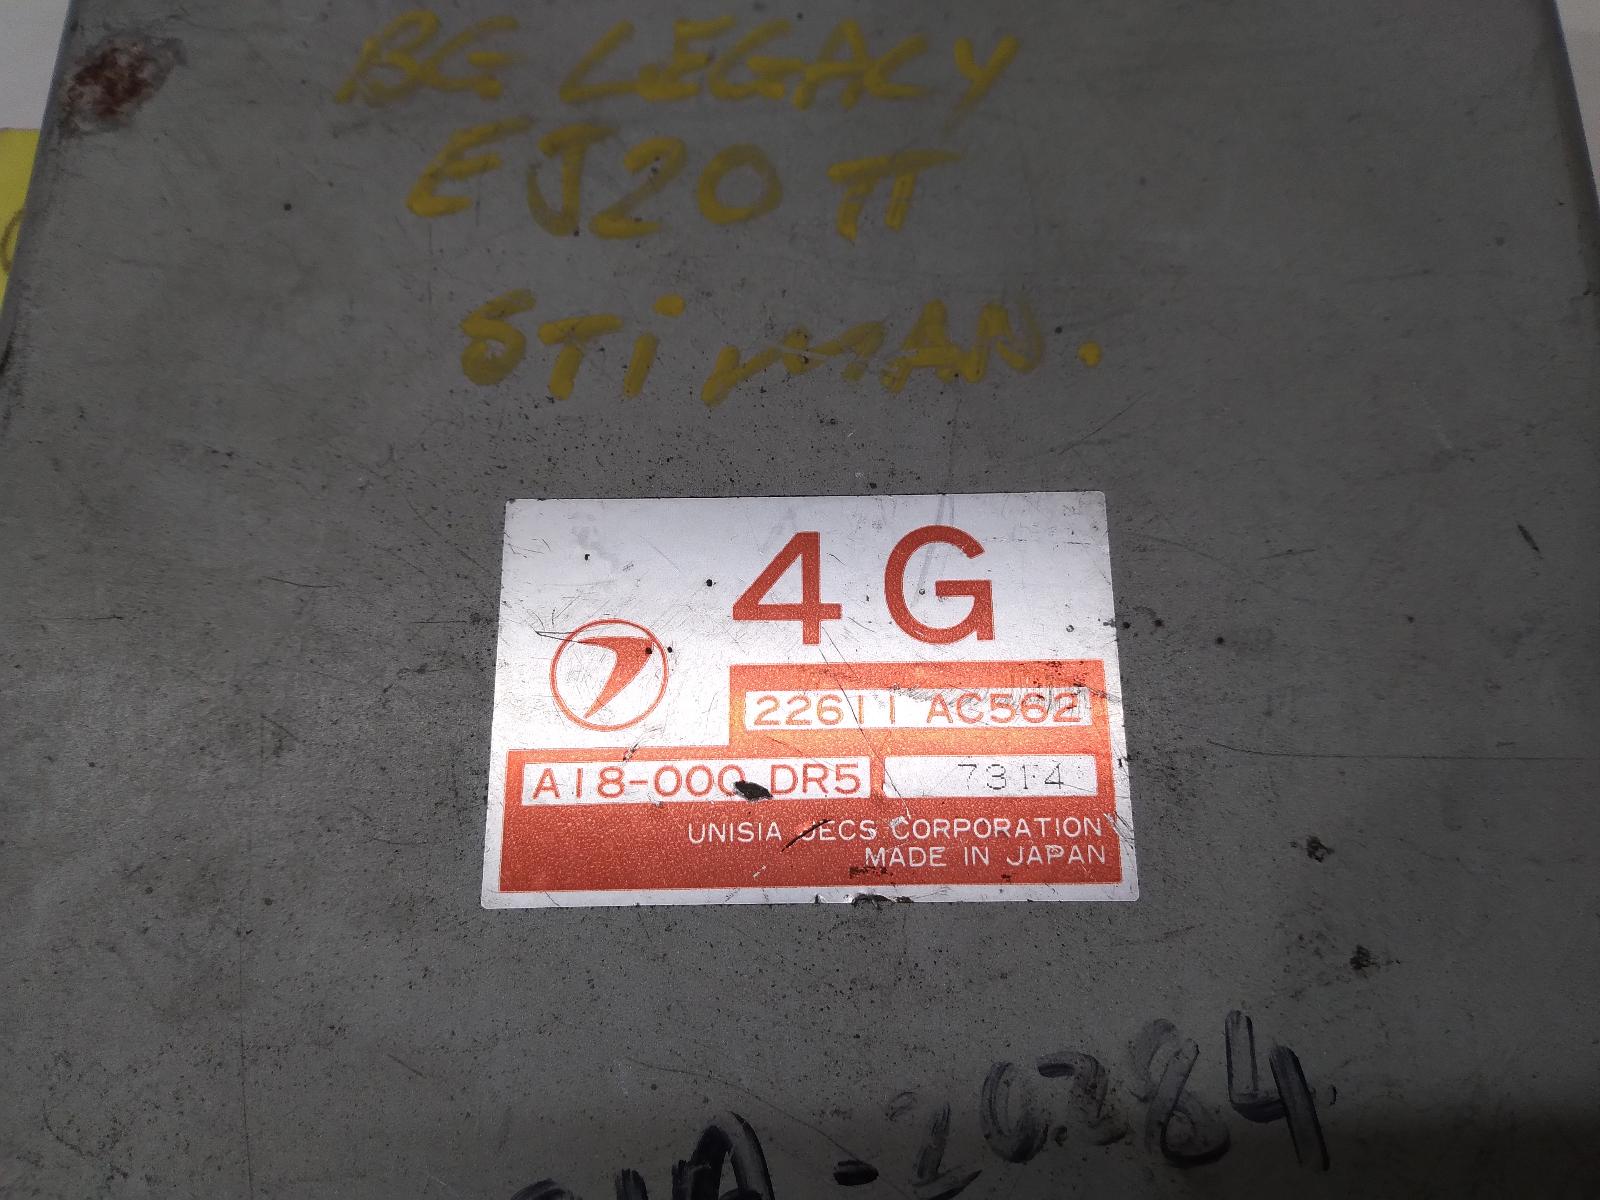 BG LEGACY
EJ20 TT
STi MAN.
4G
22611 AC562
A18-000 DR5 7314
UNISIA JECS CORPORATION
MADE IN JAPAN